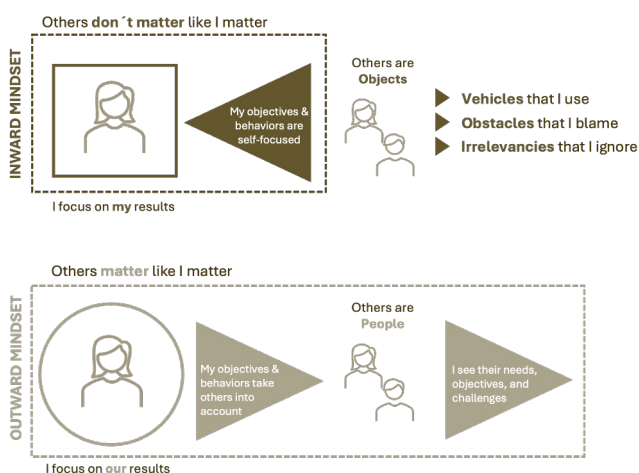 Others don´t matter like I matter
INWARD MINDSET
My objectives &
behaviors are
self-focused
Others are
Objects
Vehicles that I use
Obstacles that I blame
Irrelevancies that I ignore
I focus on my results
Others matter like I matter
OUTWARD MINDSET
My objectives &
behaviors take
others into
account
Others are
People
I see their needs,
objectives, and
challenges
I focus on our results